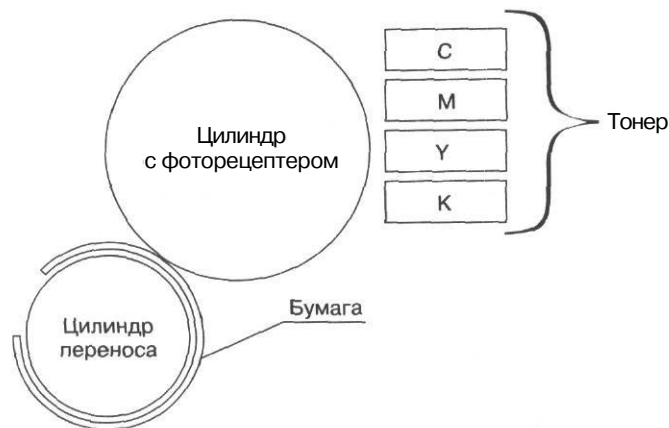 C
M
Y
K
Тонер
Цилиндр
с фоторецептером
Бумага
Цилиндр
переноса